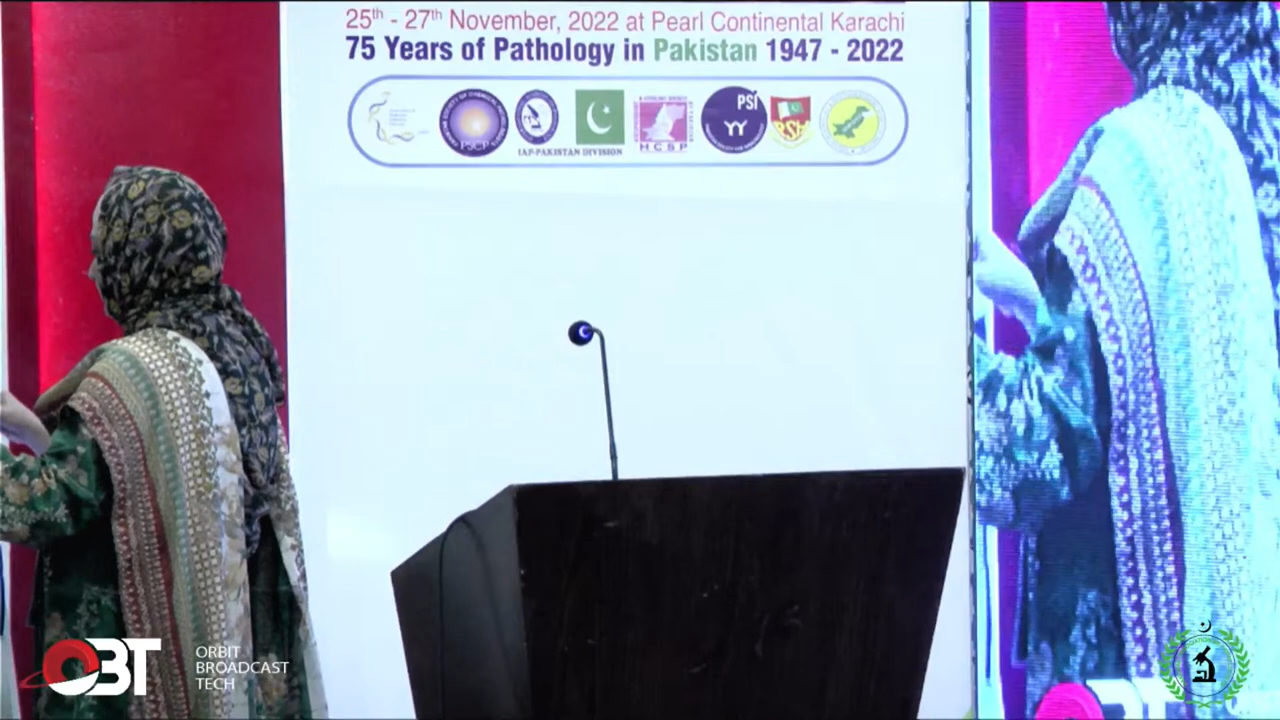 25th - 27th November, 2022 at Pearl Continental Karachi
75 Years of Pathology in Pakistan 1947 - 2022
PSCP
IAP-PAKISTAN DIVISION
HCSP
PSI
OBT
ORBIT
BROADCAST
TECH